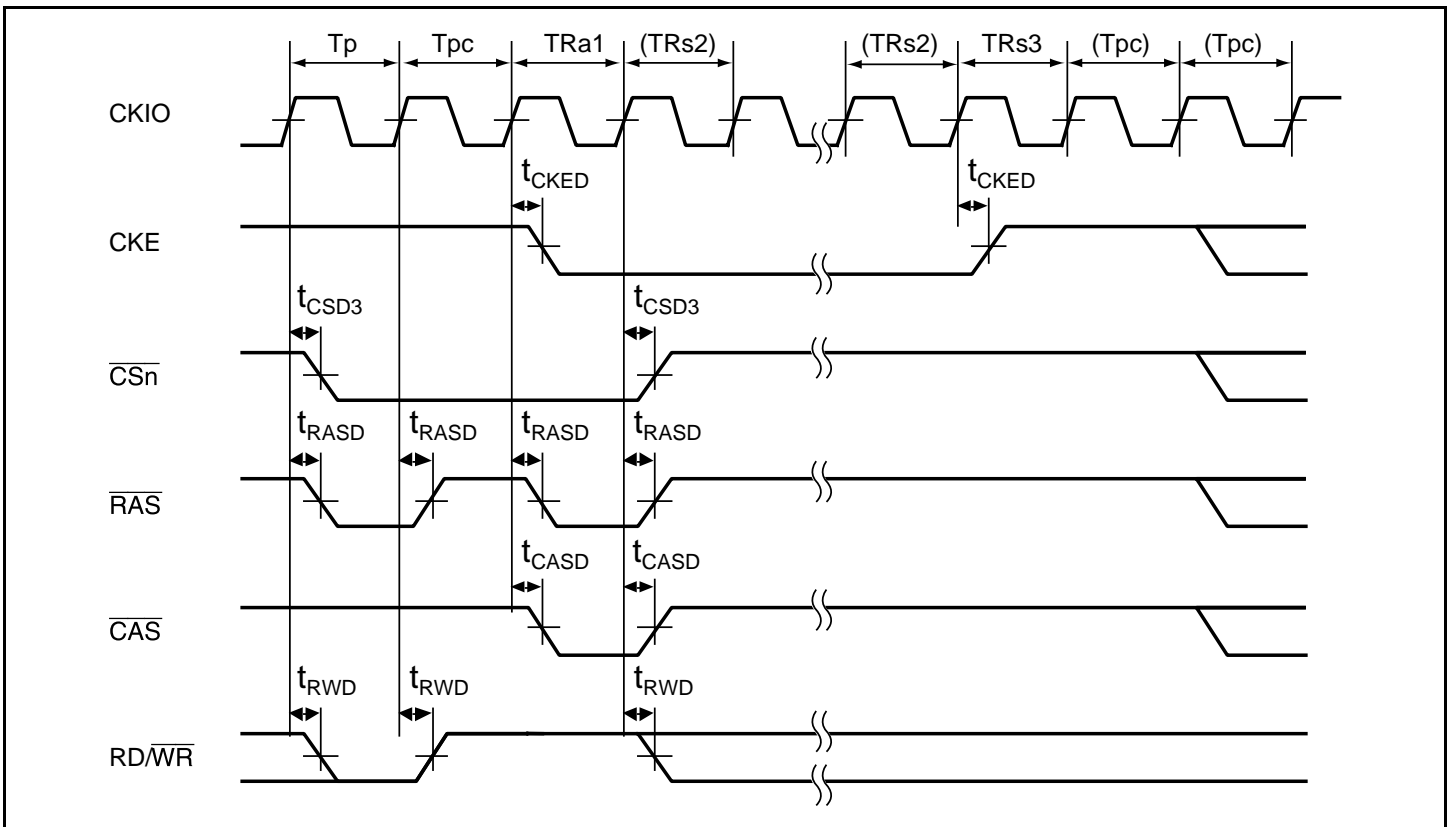 Tp Tpc TRa1 (TRs2) (TRs2) TRs3 (Tpc) (Tpc)
CKIO
tCKED tCKED
CKE
tCSD3 tCSD3
CSn
tRASD tRASD tRASD tRASD
RAS
tCASD tCASD
CAS
tRWD tRWD tRWD
RD/WR